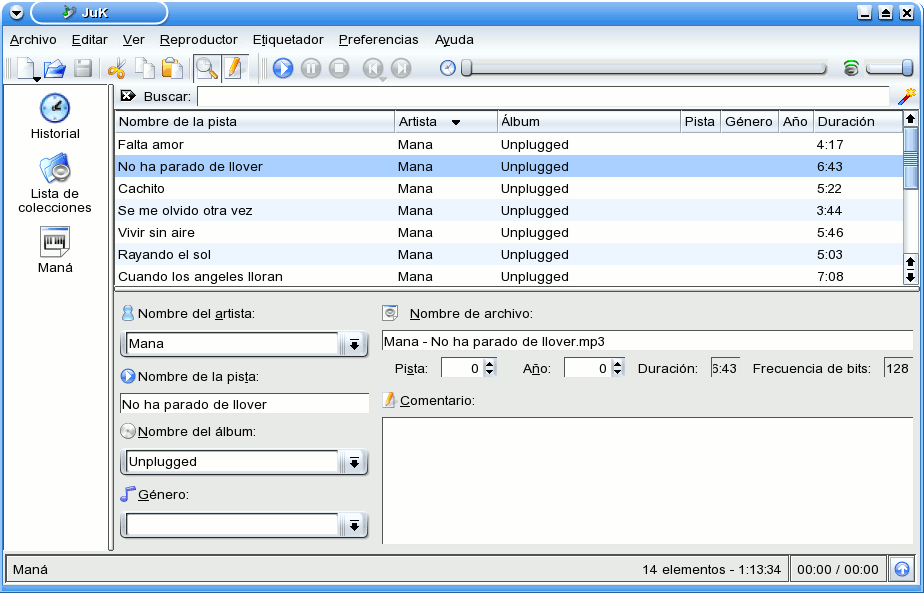 JuK
Archivo Editar Ver Reproductor Etiquetador Preferencias Ayuda
Buscar:
Historial
Lista de
colecciones
Maná
Nombre de la pista Artista Álbum Pista Género Año Duración
Falta amor Mana Unplugged 4:17
No ha parado de llover Mana Unplugged 6:43
Cachito Mana Unplugged 5:22
Se me olvido otra vez Mana Unplugged 3:44
Vivir sin aire Mana Unplugged 5:46
Rayando el sol Mana Unplugged 5:03
Cuando los angeles lloran Mana Unplugged 7:08
Nombre del artista:
Mana
Nombre de la pista:
No ha parado de llover
Nombre del álbum:
Unplugged
Género:
Nombre de archivo:
Mana - No ha parado de llover.mp3
Pista: 0 Año: 0 Duración: 6:43 Frecuencia de bits: 128
Comentario:
Maná 14 elementos - 1:13:34 00:00 / 00:00